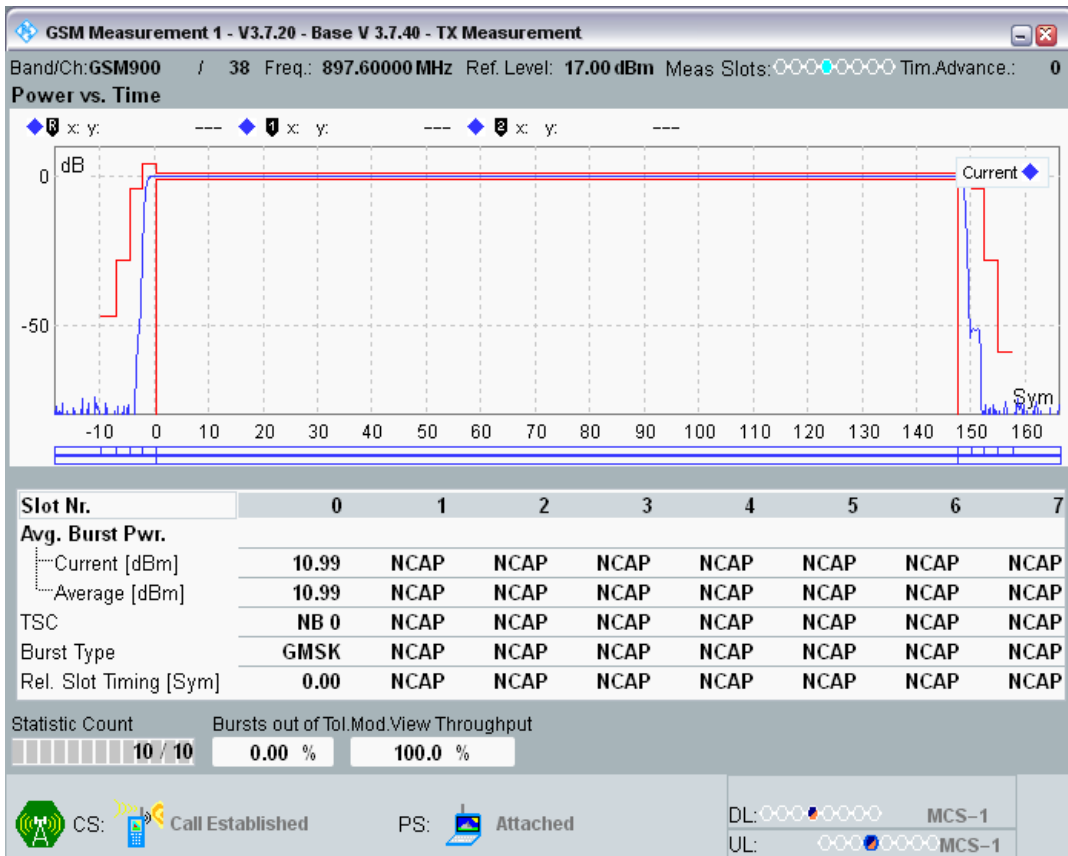 GSM Measurement 1 - V3.7.20 - Base V 3.7.40 - TX Measurement
Band/Ch:GSM900 / 38 Freq.: 897.60000 MHz Ref. Level: 17.00 dBm Meas Slots: Tim.Advance.: 0
Power vs. Time
R x: y: --- 1 x: y: --- 2 x: y: ---
dB
Current
0
-50
Sym
-10 0 10 20 30 40 50 60 70 80 90 100 110 120 130 140 150 160
Slot Nr. 0 1 2 3 4 5 6 7
Avg. Burst Pwr.
Current [dBm] 10.99 NCAP NCAP NCAP NCAP NCAP NCAP NCAP
Average [dBm] 10.99 NCAP NCAP NCAP NCAP NCAP NCAP NCAP
TSC NB 0 NCAP NCAP NCAP NCAP NCAP NCAP NCAP
Burst Type GMSK NCAP NCAP NCAP NCAP NCAP NCAP NCAP
Rel. Slot Timing [Sym] 0.00 NCAP NCAP NCAP NCAP NCAP NCAP NCAP
Statistic Count Bursts out of Tol.Mod.View Throughput
10 / 10 0.00 % 100.0 %
CS: Call Established PS: Attached
DL: MCS-1
UL: MCS-1